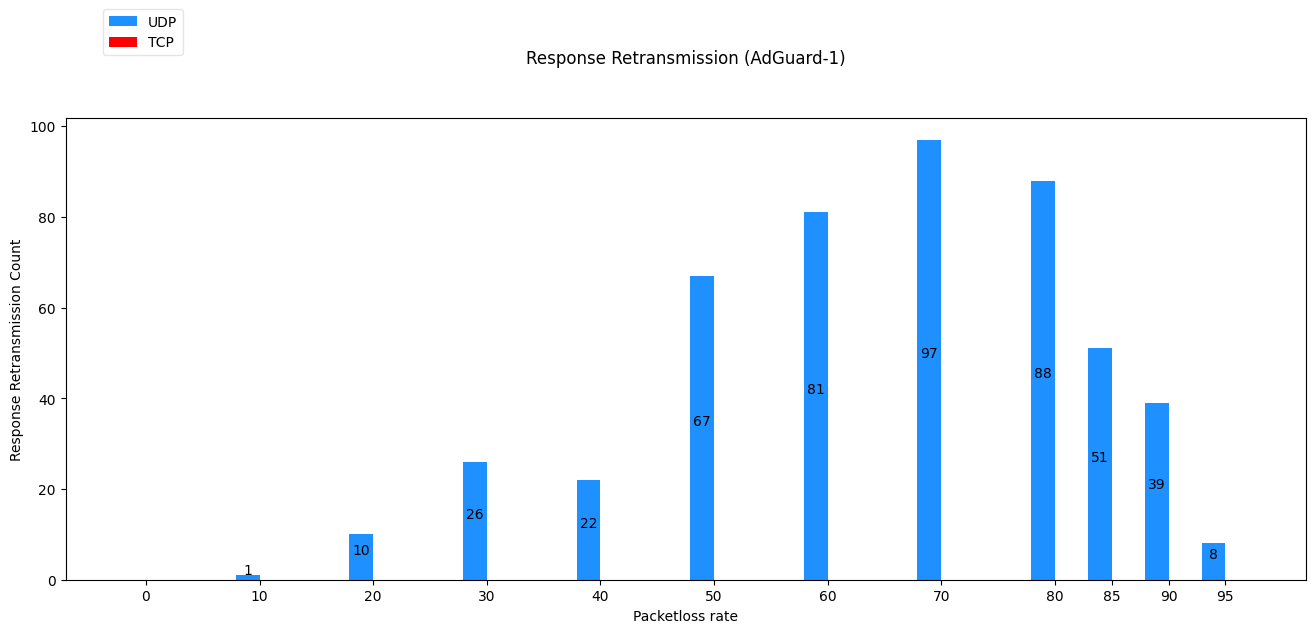 UDP
TCP
Response Retransmission (AdGuard-1)
Response Retransmission Count
100
80
60
40
20
0
1
10
26
22
67
81
97
88
51
39
8
0 10 20 30 40 50 60 70 80 85 90 95
Packetloss rate